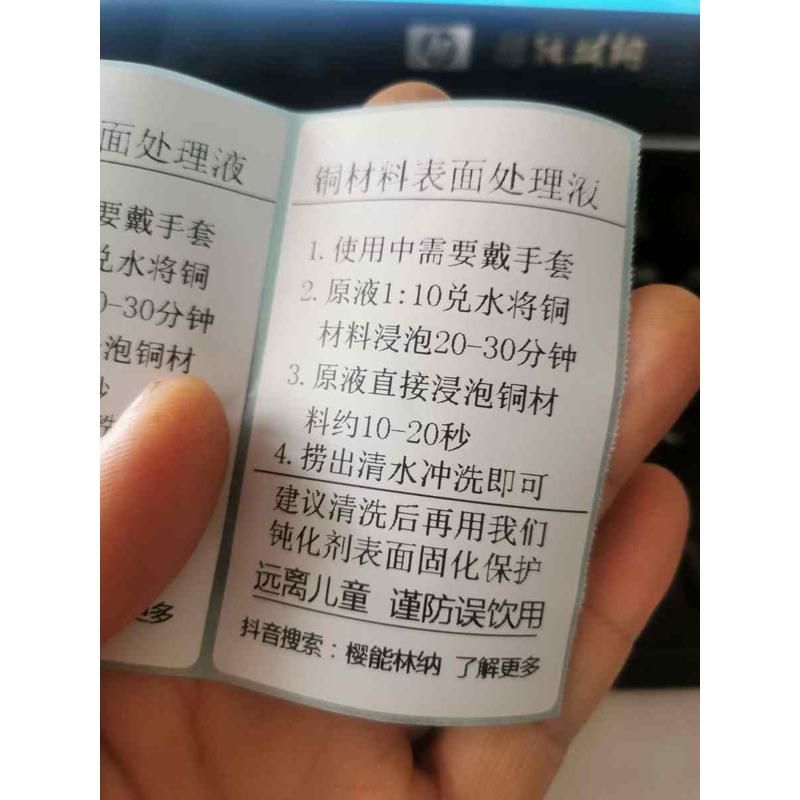 hp
面处理液
要戴手套
兑水将铜
0-30分钟
泡铜材
秒
更多
铜材料表面处理液
1. 使用中需要戴手套
2. 原液1:10兑水将铜
材料浸泡20-30分钟
3. 原液直接浸泡铜材
料约10-20秒
4. 捞出清水冲洗即可
建议清洗后再用我们
钝化剂表面固化保护
远离儿童 谨防误饮用
抖音搜索：樱能林纳 了解更多